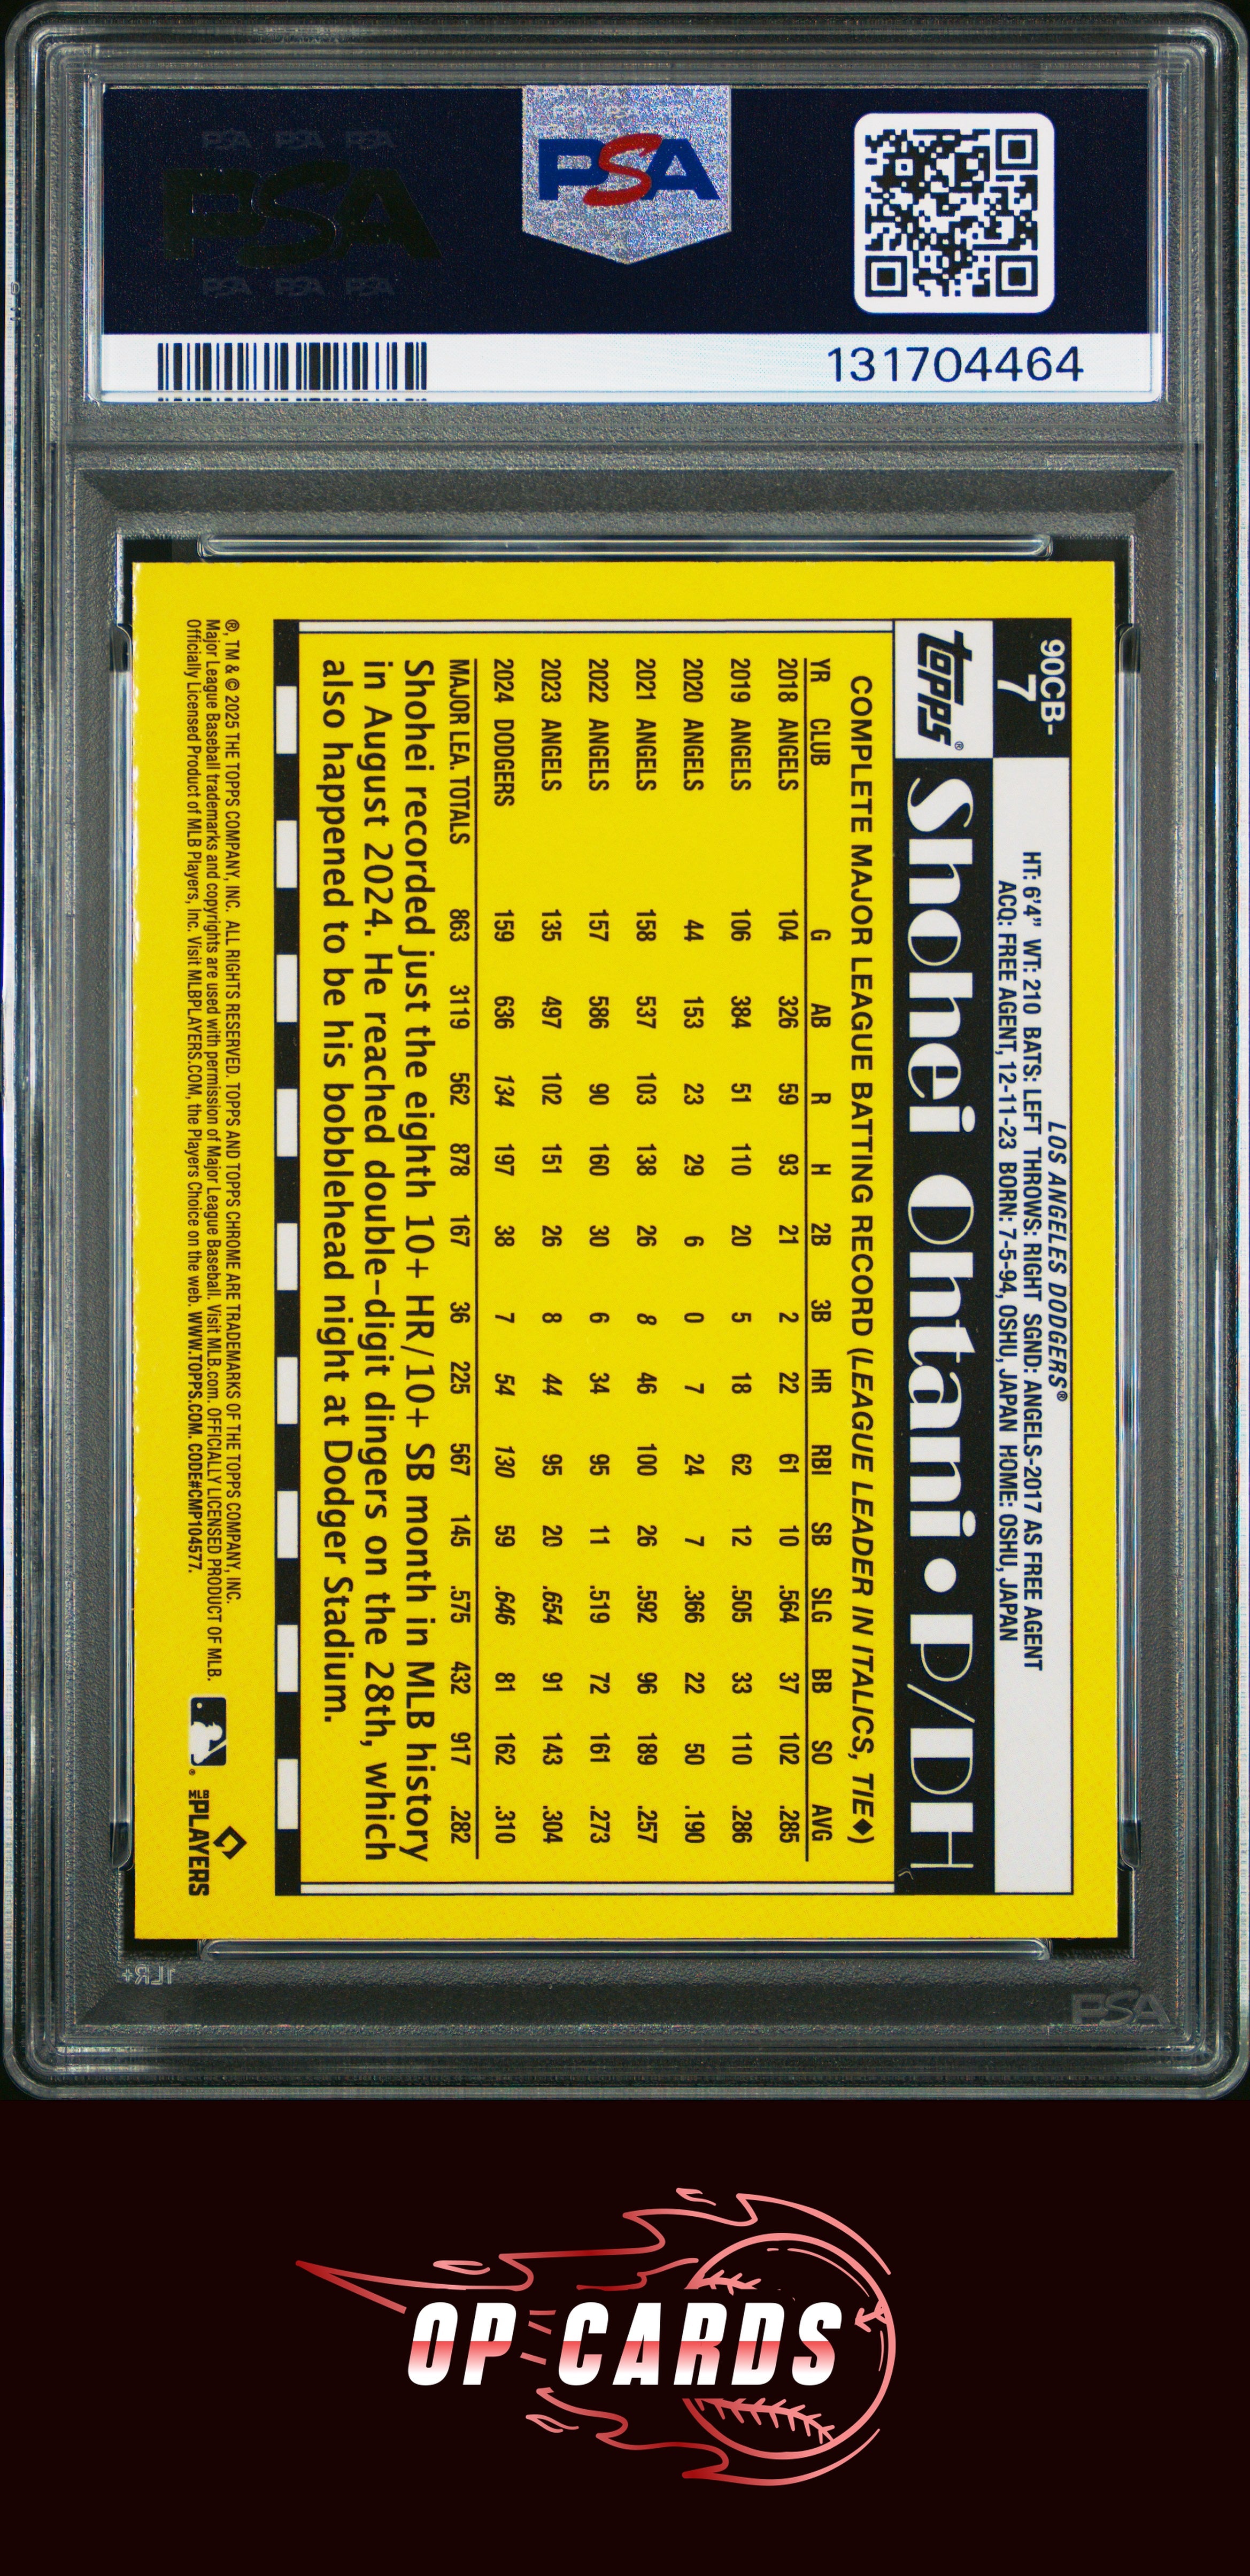 PSA PSA PSA
PSA
PSA PSA PSA
PSA
131704464
90CB-
7
LOS ANGELES DODGERS®
HT: 6'4" WT: 210 BATS: LEFT THROWS: RIGHT SGND: ANGELS-2017 AS FREE AGENT
ACQ: FREE AGENT, 12-11-23 BORN: 7-5-94, OSHU, JAPAN HOME: OSHU, JAPAN
topps® Shohei Ohtani • P/DH
COMPLETE MAJOR LEAGUE BATTING RECORD (LEAGUE LEADER IN ITALICS, TIE◆)
YR CLUB G AB R H 2B 3B HR RBI SB SLG BB SO AVG
2018 ANGELS 104 326 59 93 21 2 22 61 10 .564 37 102 .285
2019 ANGELS 106 384 51 110 20 5 18 62 12 .505 33 110 .286
2020 ANGELS 44 153 23 29 6 0 7 24 7 .366 22 50 .190
2021 ANGELS 158 537 103 138 26 8 46 100 26 .592 96 189 .257
2022 ANGELS 157 586 90 160 30 6 34 95 11 .519 72 161 .273
2023 ANGELS 135 497 102 151 26 8 44 95 20 .654 91 143 .304
2024 DODGERS 159 636 134 197 38 7 54 130 59 .646 81 162 .310
MAJOR LEA. TOTALS 863 3119 562 878 167 36 225 567 145 .575 432 917 .282
Shohei recorded just the eighth 10+ HR/10+ SB month in MLB history
in August 2024. He reached double-digit dingers on the 28th, which
also happened to be his bobblehead night at Dodger Stadium.
®, TM & © 2025 THE TOPPS COMPANY, INC. ALL RIGHTS RESERVED. TOPPS AND TOPPS CHROME ARE TRADEMARKS OF THE TOPPS COMPANY, INC.
Major League Baseball trademarks and copyrights are used with permission of Major League Baseball. Visit MLB.com. OFFICIALLY LICENSED PRODUCT OF MLB.
Officially Licensed Product of MLB Players, Inc. Visit MLBPLAYERS.COM, the Players Choice on the web. WWW.TOPPS.COM. CODE#CMP104577.
MLB PLAYERS
PSA
OP CARDS